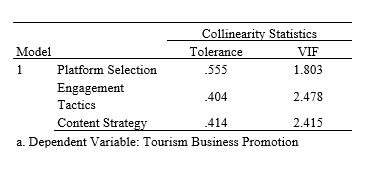 Collinearity Statistics
Model Tolerance VIF
1 Platform Selection .555 1.803
Engagement
Tactics .404 2.478
Content Strategy .414 2.415
a. Dependent Variable: Tourism Business Promotion